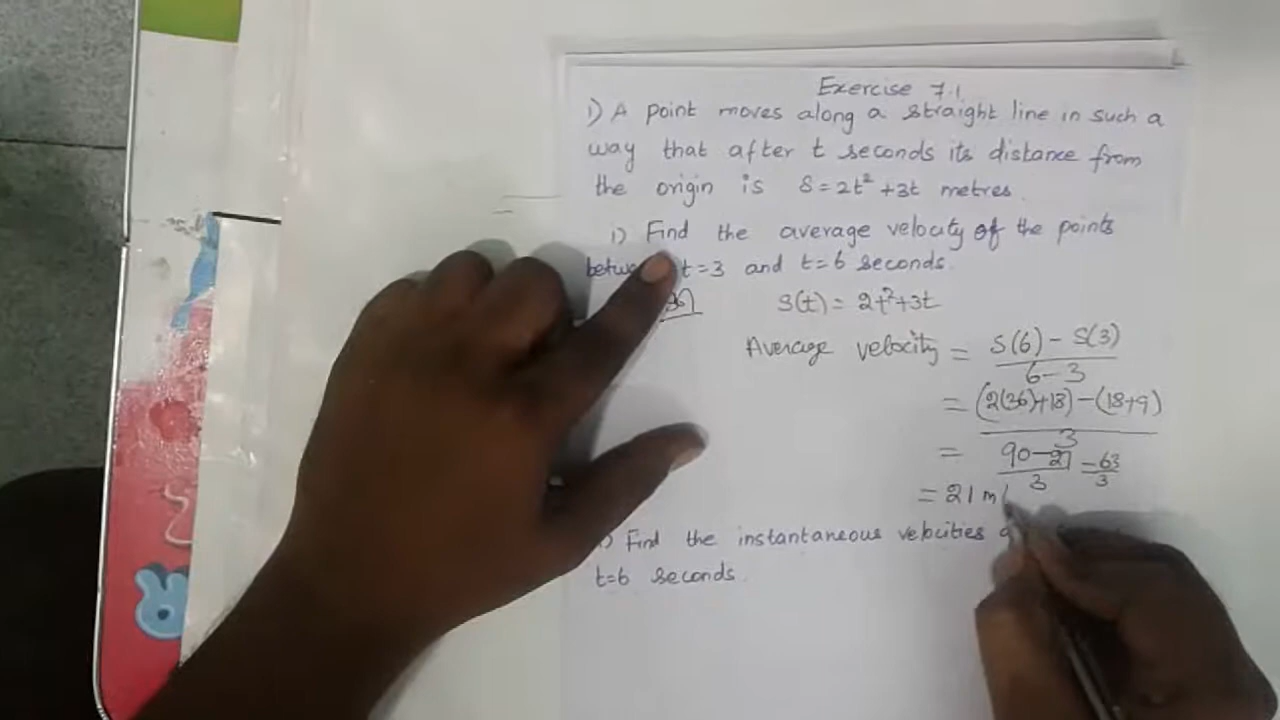 Exercise 7.1
1) A point moves along a straight line in such a
way that after t seconds its distance from
the origin is S = 2t² + 3t metres.
i) Find the average velocity of the points
t=3 and t=6 seconds.
S(t) = 2t²+3t
Average velocity = S(6) - S(3)
6-3
= (2(36)+18) - (18+9)
3
= 90-27 = 63
3 3
= 21 m/
) Find the instantaneous velocities
t=6 seconds.